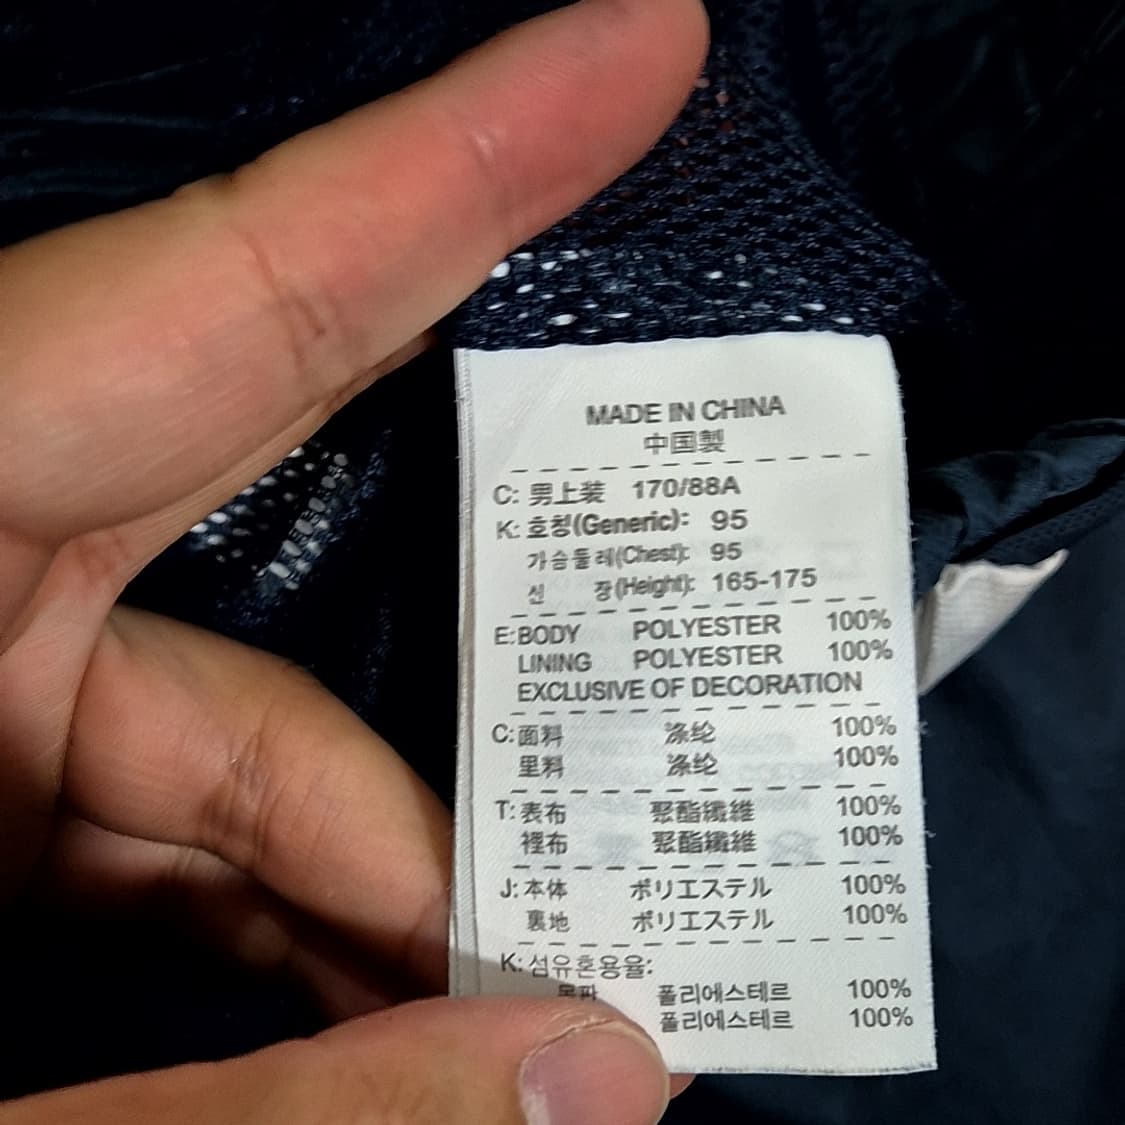 MADE IN CHINA
中国製
C: 男上装 170/88A
K: 호칭(Generic): 95
가슴둘레(Chest): 95
신 장(Height): 165-175
E:BODY POLYESTER 100%
LINING POLYESTER 100%
EXCLUSIVE OF DECORATION
C:面料 涤纶 100%
里料 涤纶 100%
T:表布 聚酯纖維 100%
裡布 聚酯纖維 100%
J:本体 ポリエステル 100%
裏地 ポリエステル 100%
K:섬유혼용율:
폴리에스테르 100%
폴리에스테르 100%